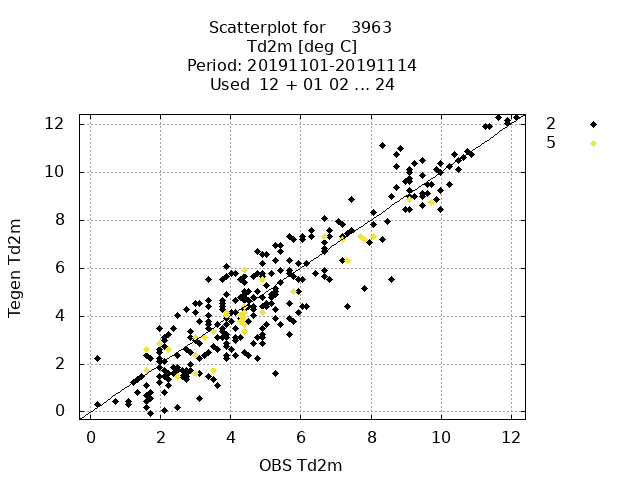 Scatterplot for 3963
Td2m [deg C]
Period: 20191101-20191114
Used 12 + 01 02 ... 24
2
5
Tegen Td2m
12
10
8
6
4
2
0
0 2 4 6 8 10 12
OBS Td2m